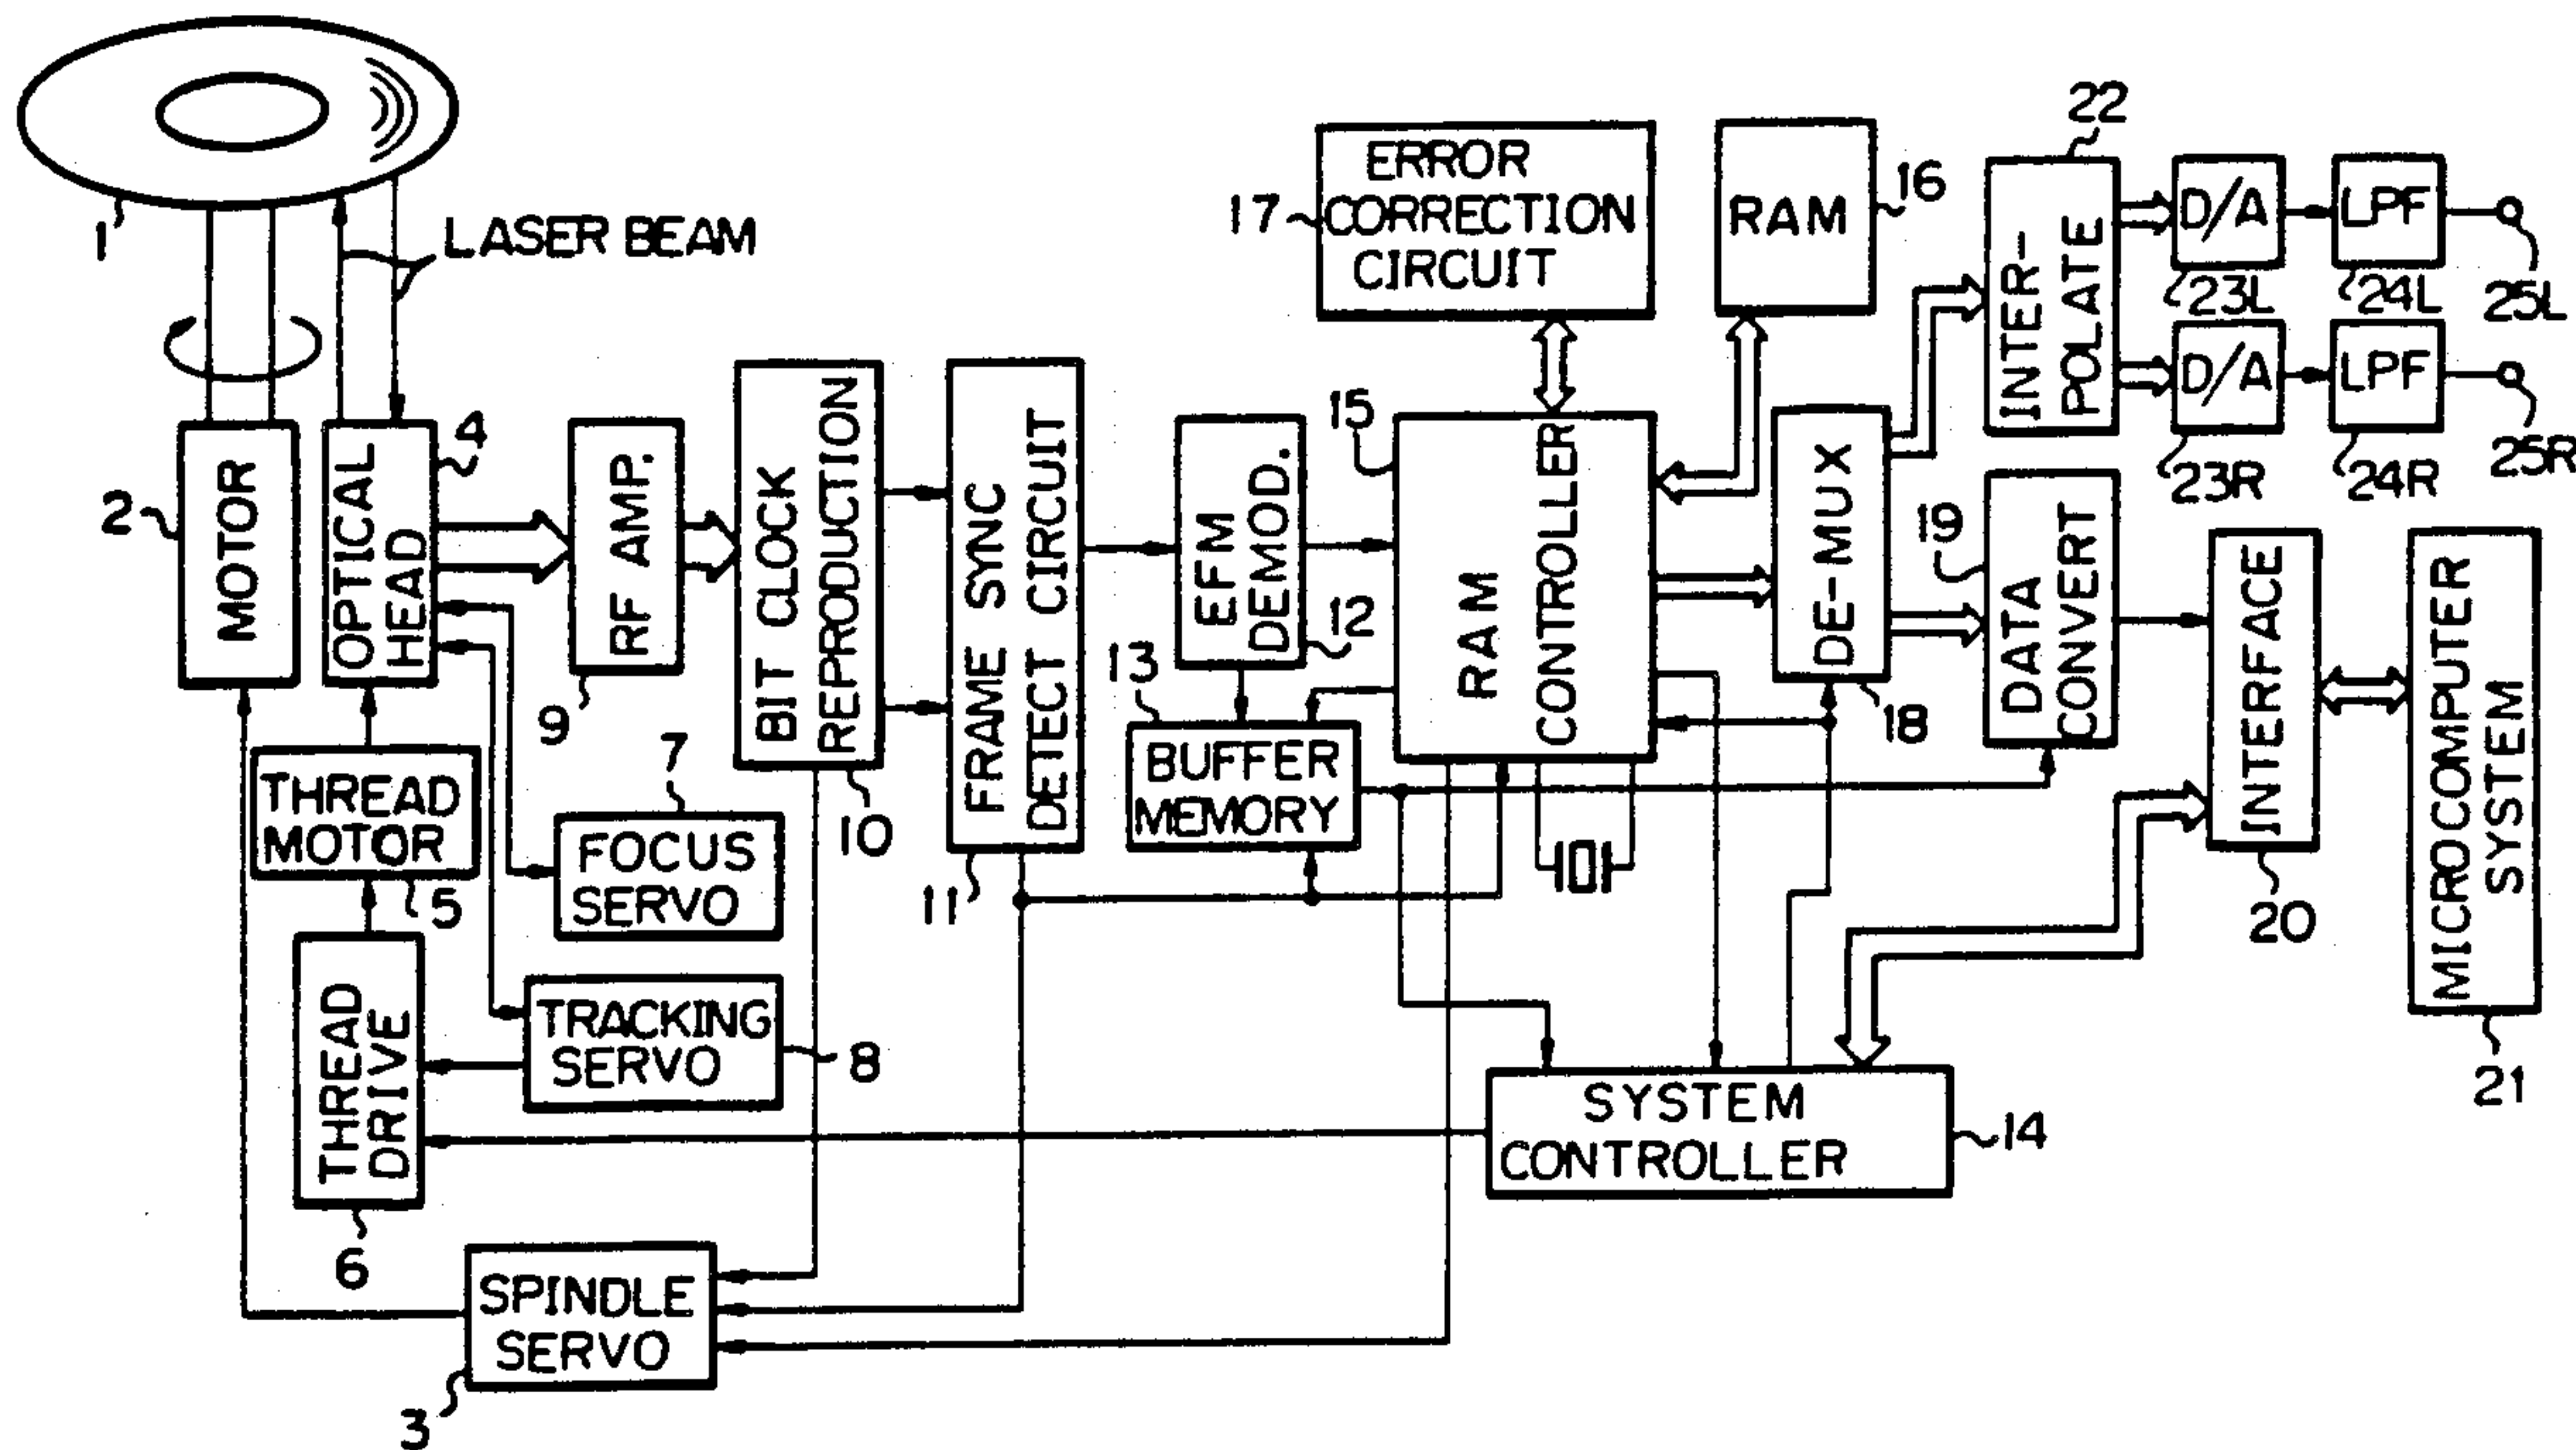 1
LASER BEAM
2
MOTOR
OPTICAL
HEAD
4
RF AMP.
9
BIT CLOCK
REPRODUCTION
10
FRAME SYNC
DETECT CIRCUIT
11
EFM
DEMOD.
12
13
BUFFER
MEMORY
15
RAM
CONTROLLER
17
ERROR
CORRECTION
CIRCUIT
RAM
16
DE-MUX
18
22
INTER-
POLATE
D/A
23L
LPF
24L
25L
D/A
23R
LPF
24R
25R
19
DATA
CONVERT
INTERFACE
20
MICROCOMPUTER
SYSTEM
21
THREAD
MOTOR
5
7
FOCUS
SERVO
THREAD
DRIVE
6
TRACKING
SERVO
8
SYSTEM
CONTROLLER
14
SPINDLE
SERVO
3